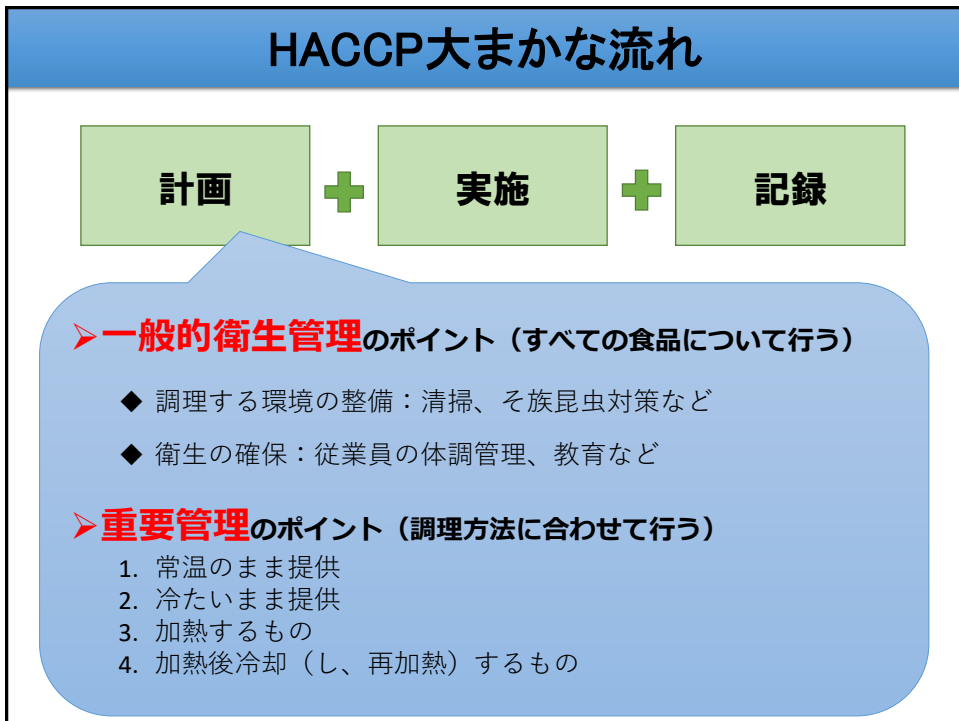 HACCP大まかな流れ
計画
実施
記録
➢一般的衛生管理のポイント（すべての食品について行う）
◆ 調理する環境の整備：清掃、そ族昆虫対策など
◆ 衛生の確保：従業員の体調管理、教育など
➢重要管理のポイント（調理方法に合わせて行う）
1. 常温のまま提供
2. 冷たいまま提供
3. 加熱するもの
4. 加熱後冷却（し、再加熱）するもの